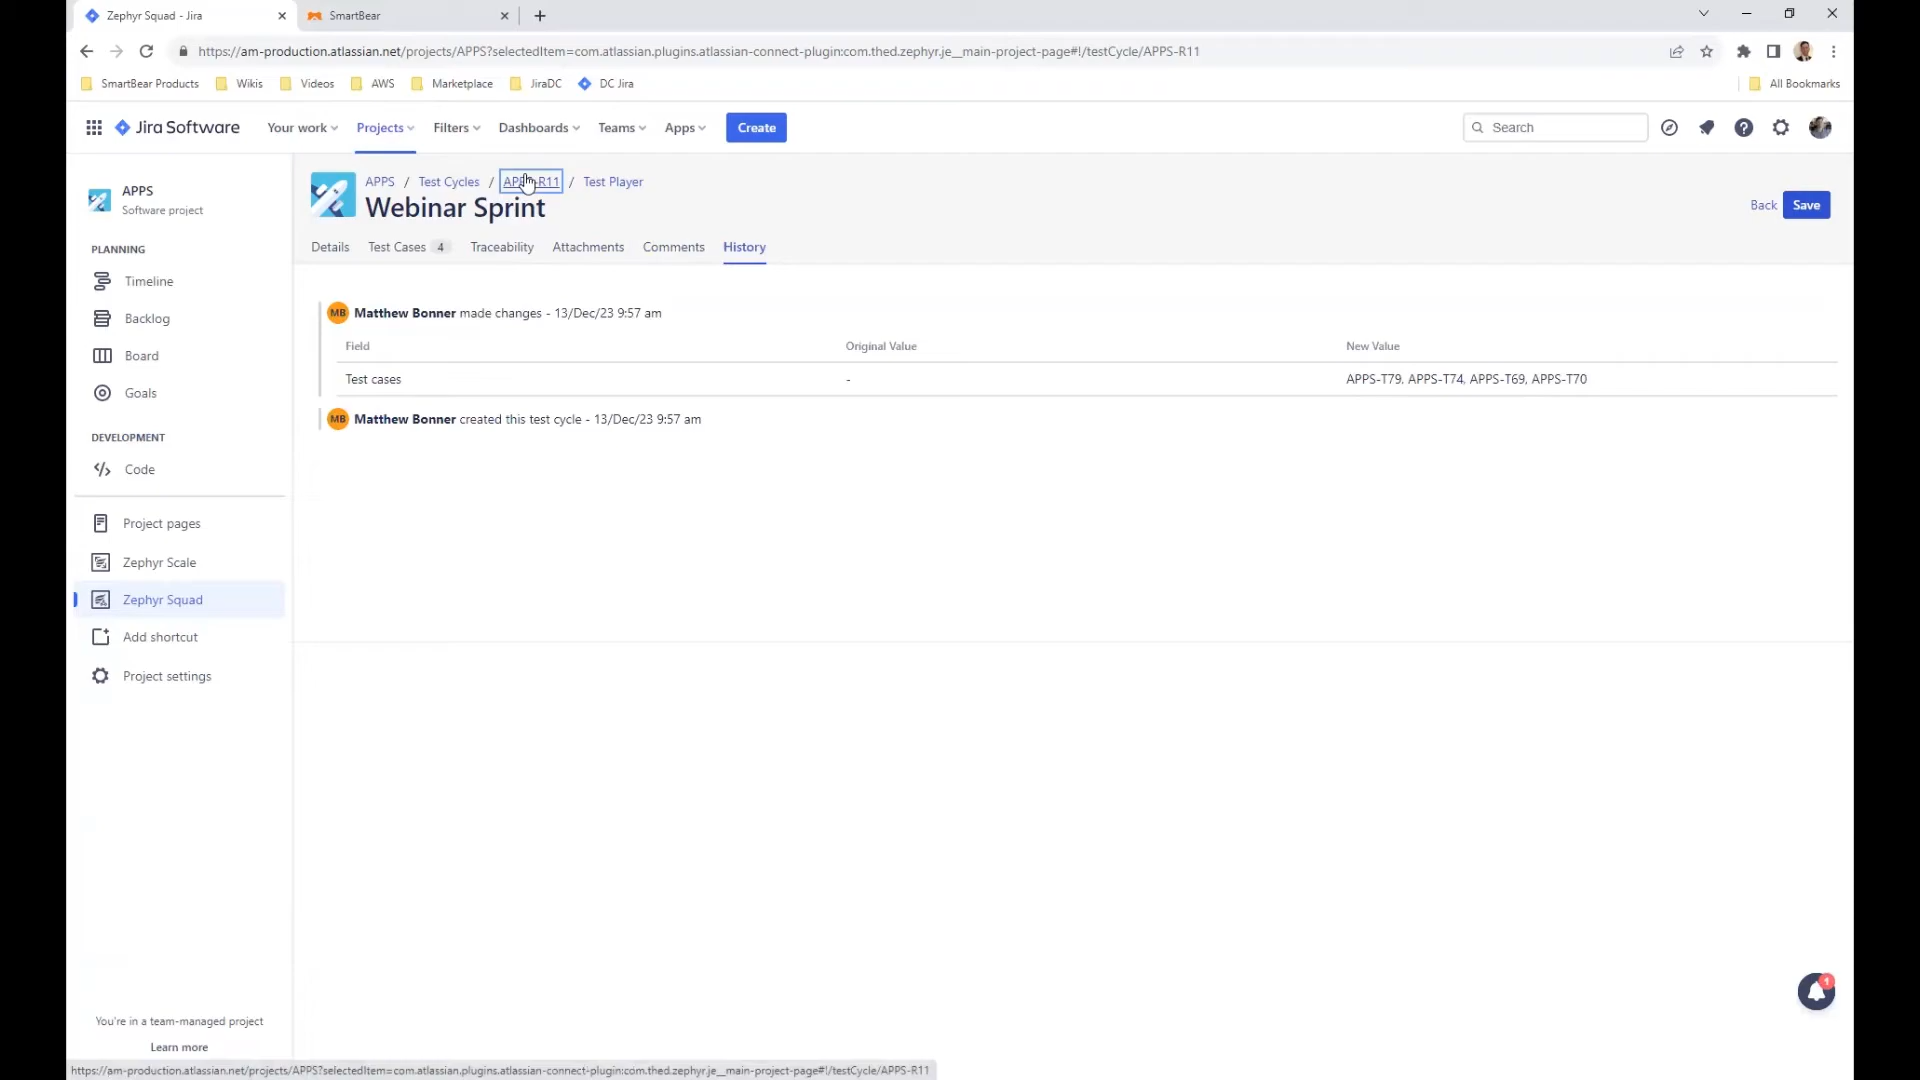 Zephyr Squad - Jira
SmartBear
https://am-production.atlassian.net/projects/APPS?selectedItem=com.atlassian.plugins.atlassian-connect-plugin:com.thed.zephyr.je__main-project-page#!/testCycle/APPS-R11
SmartBear Products Wikis Videos AWS Marketplace JiraDC DC Jira All Bookmarks
Jira Software Your work Projects Filters Dashboards Teams Apps Create Search
APPS
Software project
PLANNING
Timeline
Backlog
Board
Goals
DEVELOPMENT
Code
Project pages
Zephyr Scale
Zephyr Squad
Add shortcut
Project settings
You're in a team-managed project
Learn more
APPS / Test Cycles / APPS-R11 / Test Player
Webinar Sprint
Back Save
Details Test Cases 4 Traceability Attachments Comments History
MB Matthew Bonner made changes - 13/Dec/23 9:57 am
Field Original Value New Value
Test cases - APPS-T79, APPS-T74, APPS-T69, APPS-T70
MB Matthew Bonner created this test cycle - 13/Dec/23 9:57 am
1
https://am-production.atlassian.net/projects/APPS?selectedItem=com.atlassian.plugins.atlassian-connect-plugin:com.thed.zephyr.je__main-project-page#!/testCycle/APPS-R11